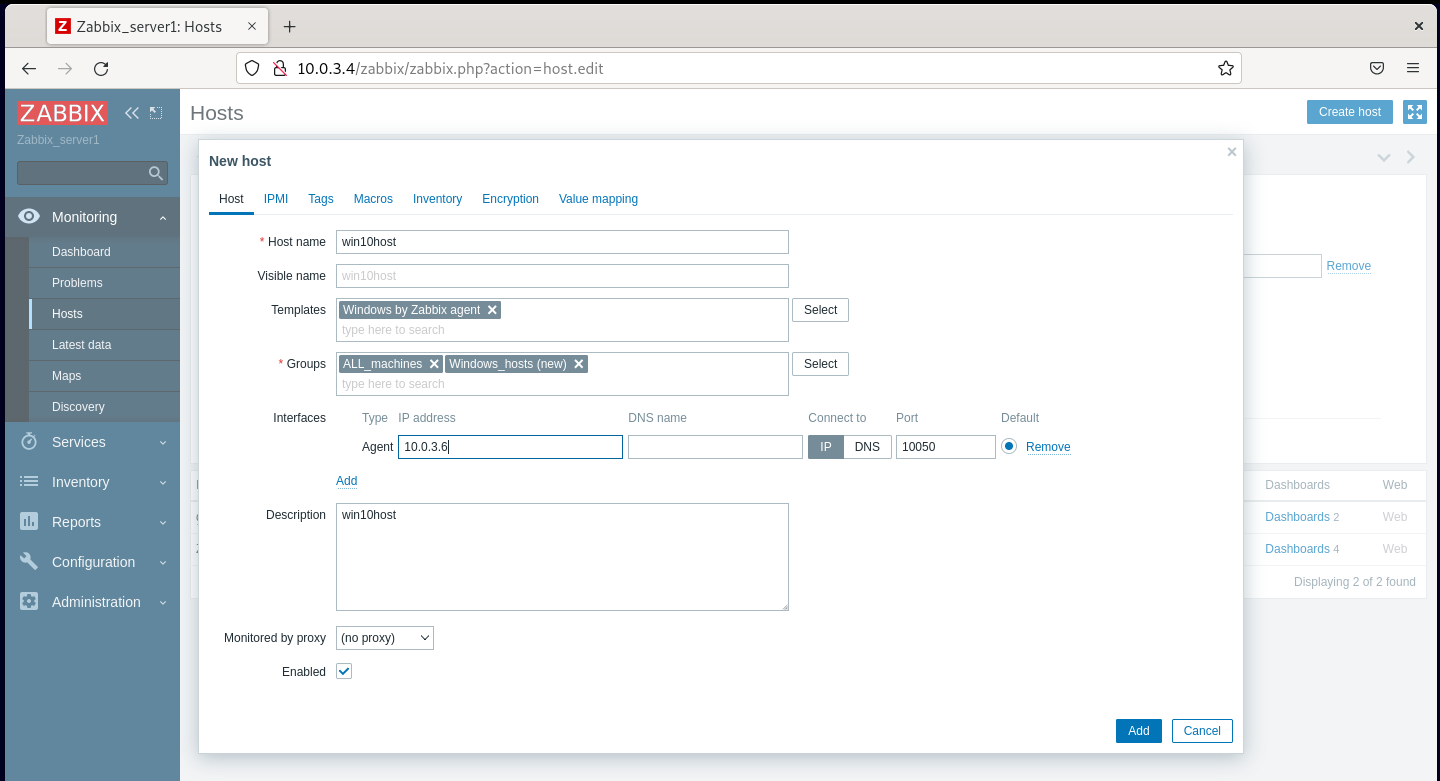 Zabbix_server1: Hosts
10.0.3.4/zabbix/zabbix.php?action=host.edit
ZABBIX
Zabbix_server1
Monitoring
Dashboard
Problems
Hosts
Latest data
Maps
Discovery
Services
Inventory
Reports
Configuration
Administration
Hosts
Create host
New host
Host IPMI Tags Macros Inventory Encryption Value mapping
* Host name win10host
Visible name win10host
Templates Windows by Zabbix agent Select
type here to search
* Groups ALL_machines Windows_hosts (new) Select
type here to search
Interfaces Type IP address DNS name Connect to Port Default
Agent 10.0.3.6 IP DNS 10050 Remove
Add
Description win10host
Monitored by proxy (no proxy)
Enabled
Add Cancel
Remove
Dashboards Web
Dashboards 2 Web
Dashboards 4 Web
Displaying 2 of 2 found